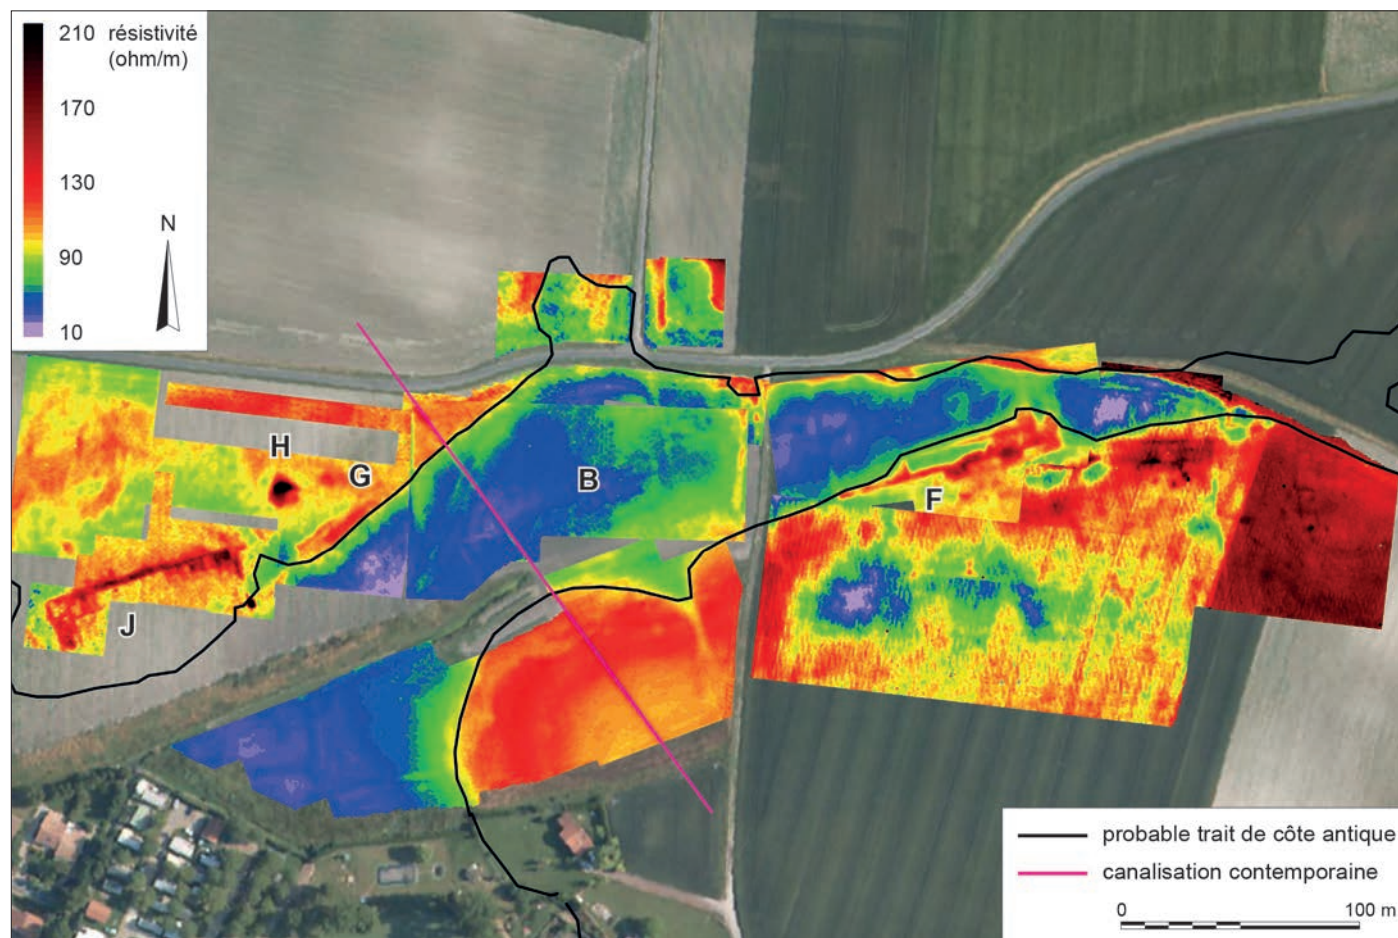 210 résistivité
(ohm/m)
170
130
90
10
N
H
G
B
F
J
probable trait de côte antique
canalisation contemporaine
0 100 m